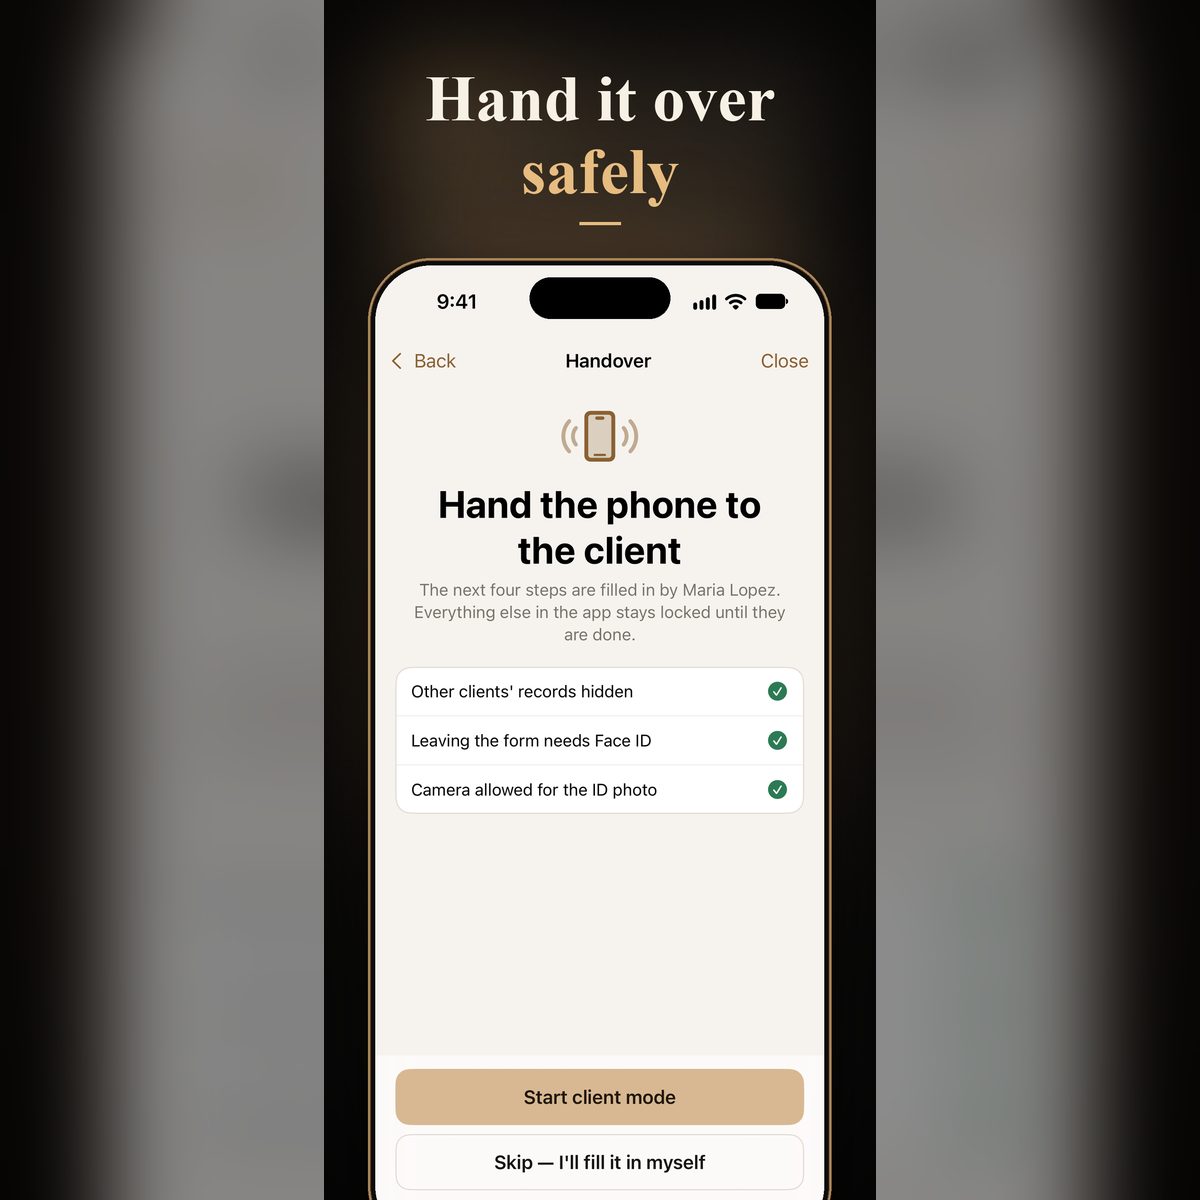 Hand it over
safely
9:41
Back
Handover
Close
Hand the phone to
the client
The next four steps are filled in by Maria Lopez.
Everything else in the app stays locked until they
are done.
Other clients' records hidden
Leaving the form needs Face ID
Camera allowed for the ID photo
Start client mode
Skip — I'll fill it in myself